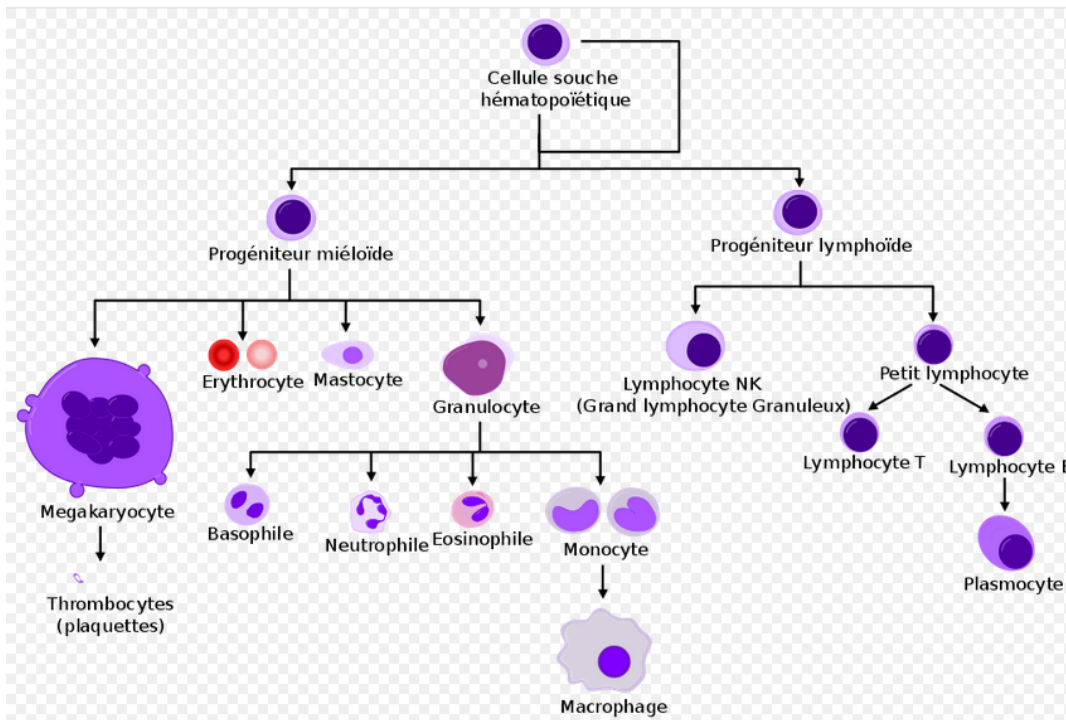 Cellule souche
hématopoïétique
Progéniteur miéloïde
Progéniteur lymphoïde
Erythrocyte
Mastocyte
Granulocyte
Lymphocyte NK
(Grand lymphocyte Granuleux)
Petit lymphocyte
Lymphocyte T
Lymphocyte B
Megakaryocyte
Basophile
Neutrophile
Eosinophile
Monocyte
Plasmocyte
Thrombocytes
(plaquettes)
Macrophage